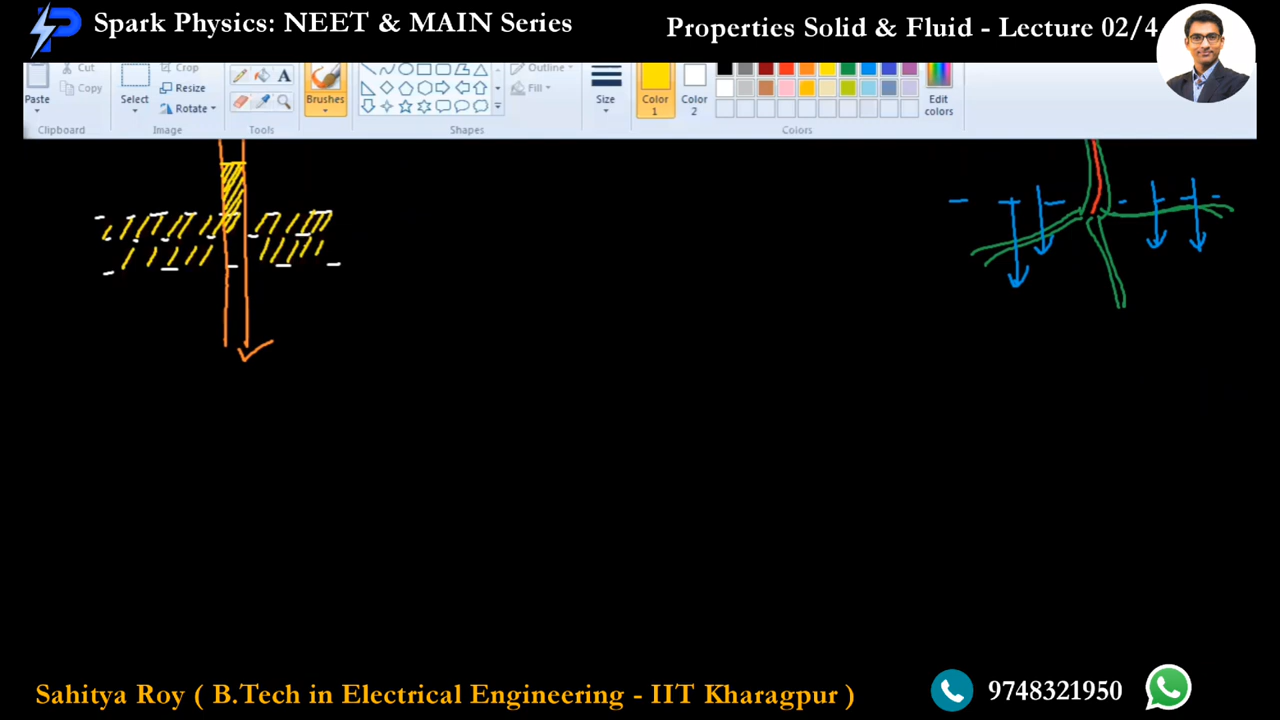 Spark Physics: NEET & MAIN Series
Properties Solid & Fluid - Lecture 02/4
Paste
Cut
Copy
Clipboard
Select
Crop
Resize
Rotate
Image
A
Tools
Brushes
Outline
Fill
Shapes
Size
Color 1
Color 2
Edit colors
Colors
Sahitya Roy ( B.Tech in Electrical Engineering - IIT Kharagpur )
9748321950